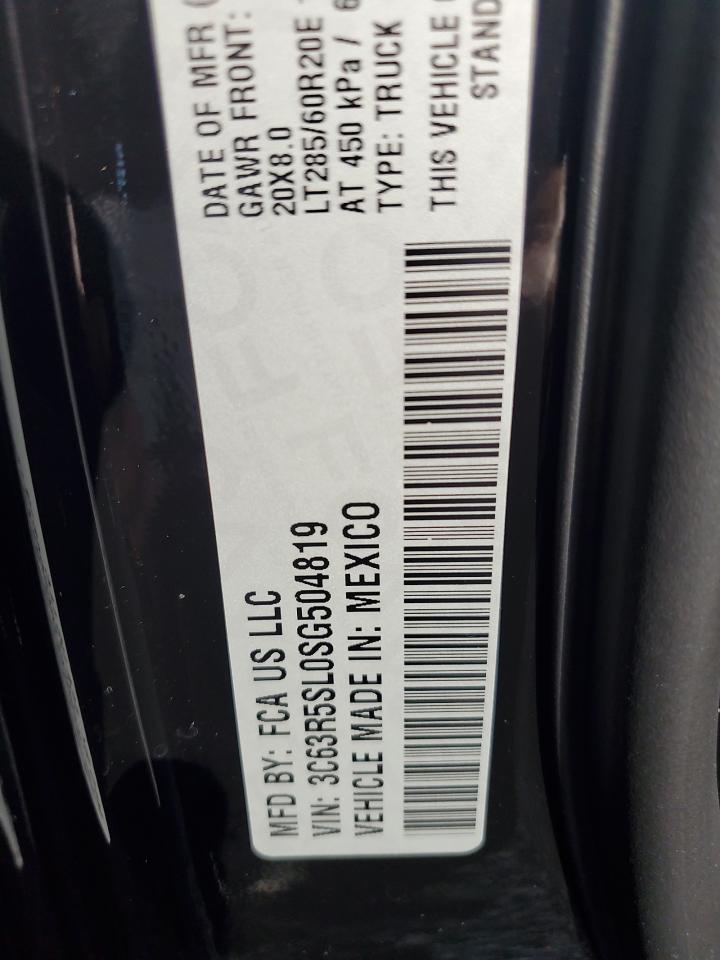 MFD BY: FCA US LLC
VIN: 3C63R5SL0SG504819
VEHICLE MADE IN: MEXICO
DATE OF MFR
GAWR FRONT:
20X8.0
LT285/60R20E
AT 450 kPa / 6
TYPE: TRUCK
THIS VEHICLE
STAND